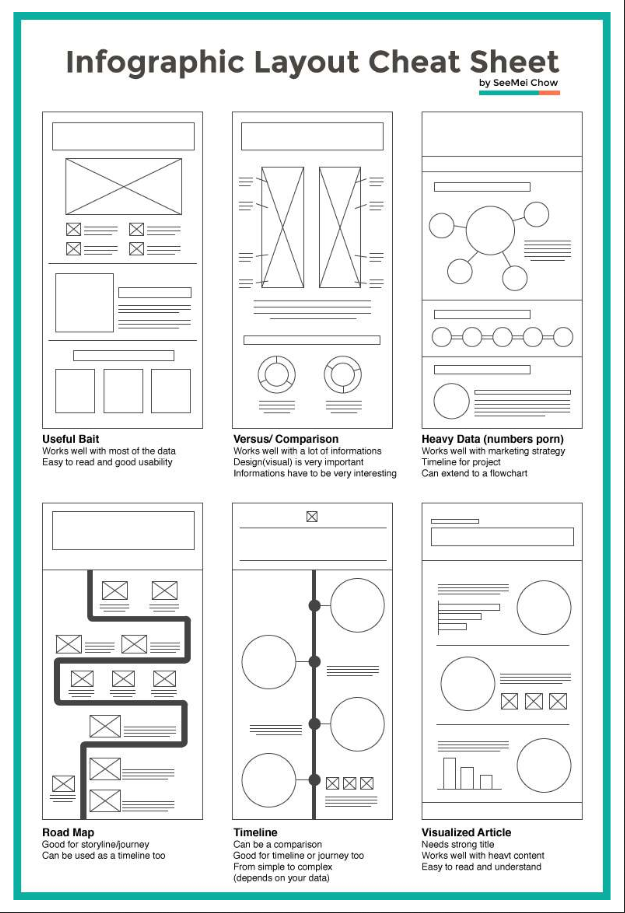 Infographic Layout Cheat Sheet
by SeeMei Chow
Useful Bait
Works well with most of the data
Easy to read and good usability
Versus/ Comparison
Works well with a lot of informations
Design(visual) is very important
Informations have to be very interesting
Heavy Data (numbers porn)
Works well with marketing strategy
Timeline for project
Can extend to a flowchart
Road Map
Good for storyline/journey
Can be used as a timeline too
Timeline
Can be a comparison
Good for timeline or journey too
From simple to complex
(depends on your data)
Visualized Article
Needs strong title
Works well with heavt content
Easy to read and understand